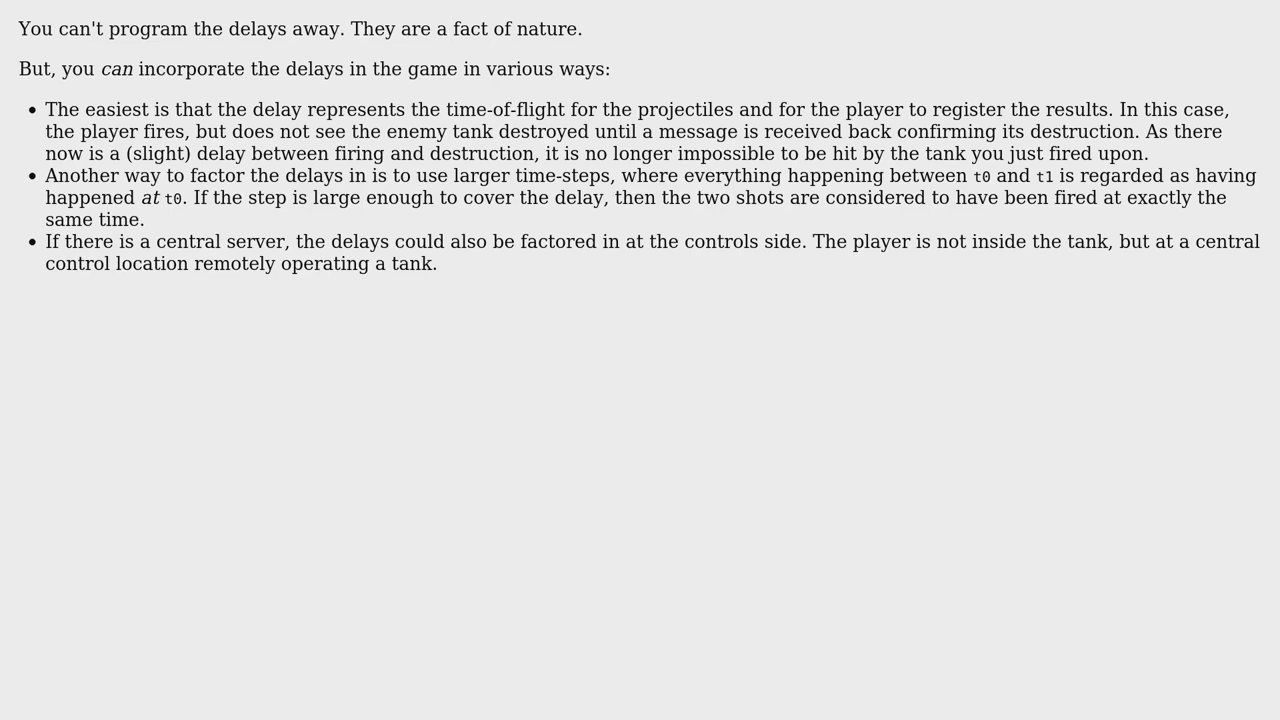 You can't program the delays away. They are a fact of nature.
But, you can incorporate the delays in the game in various ways:
• The easiest is that the delay represents the time-of-flight for the projectiles and for the player to register the results. In this case,
the player fires, but does not see the enemy tank destroyed until a message is received back confirming its destruction. As there
now is a (slight) delay between firing and destruction, it is no longer impossible to be hit by the tank you just fired upon.
• Another way to factor the delays in is to use larger time-steps, where everything happening between t0 and t1 is regarded as having
happened at t0. If the step is large enough to cover the delay, then the two shots are considered to have been fired at exactly the
same time.
• If there is a central server, the delays could also be factored in at the controls side. The player is not inside the tank, but at a central
control location remotely operating a tank.